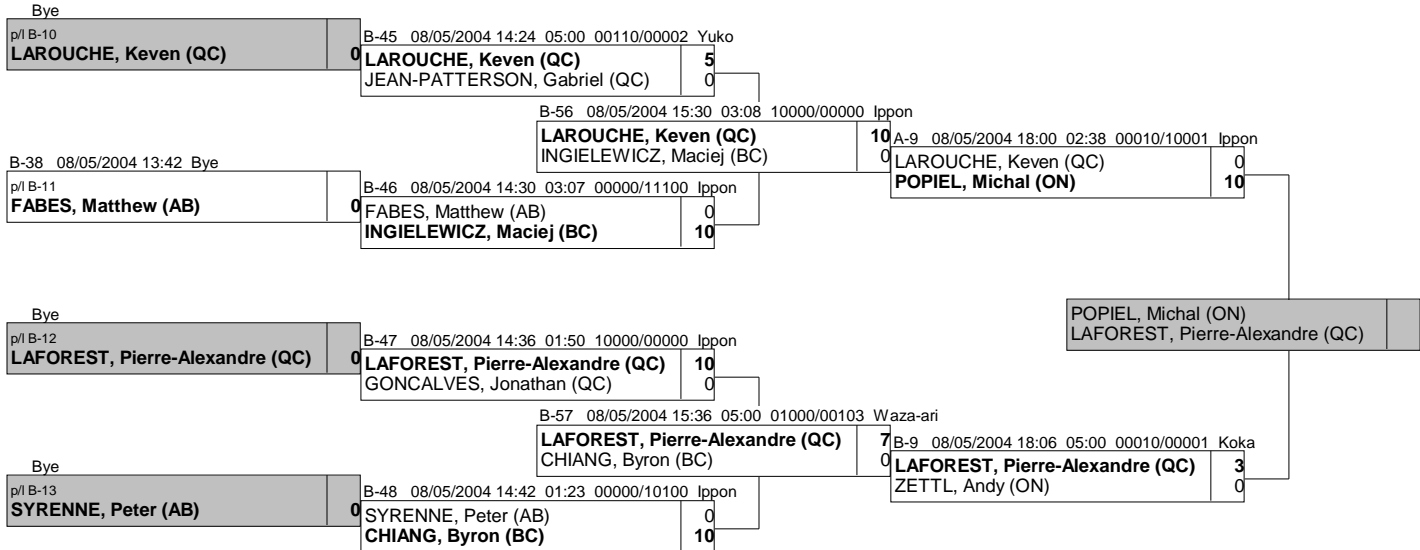 Bye
p/l B-10
LAROUCHE, Keven (QC) 0
B-45 08/05/2004 14:24 05:00 00110/00002 Yuko
LAROUCHE, Keven (QC) 5
JEAN-PATTERSON, Gabriel (QC) 0
B-56 08/05/2004 15:30 03:08 10000/00000 Ippon
LAROUCHE, Keven (QC) 10
INGIELEWICZ, Maciej (BC) 0
A-9 08/05/2004 18:00 02:38 00010/10001 Ippon
LAROUCHE, Keven (QC) 0
POPIEL, Michal (ON) 10
B-38 08/05/2004 13:42 Bye
p/l B-11
FABES, Matthew (AB) 0
B-46 08/05/2004 14:30 03:07 00000/11100 Ippon
FABES, Matthew (AB) 0
INGIELEWICZ, Maciej (BC) 10
POPIEL, Michal (ON)
LAFOREST, Pierre-Alexandre (QC)
Bye
p/l B-12
LAFOREST, Pierre-Alexandre (QC) 0
B-47 08/05/2004 14:36 01:50 10000/00000 Ippon
LAFOREST, Pierre-Alexandre (QC) 10
GONCALVES, Jonathan (QC) 0
B-57 08/05/2004 15:36 05:00 01000/00103 Waza-ari
LAFOREST, Pierre-Alexandre (QC) 7
CHIANG, Byron (BC) 0
B-9 08/05/2004 18:06 05:00 00010/00001 Koka
LAFOREST, Pierre-Alexandre (QC) 3
ZETTL, Andy (ON) 0
Bye
p/l B-13
SYRENNE, Peter (AB) 0
B-48 08/05/2004 14:42 01:23 00000/10100 Ippon
SYRENNE, Peter (AB) 0
CHIANG, Byron (BC) 10